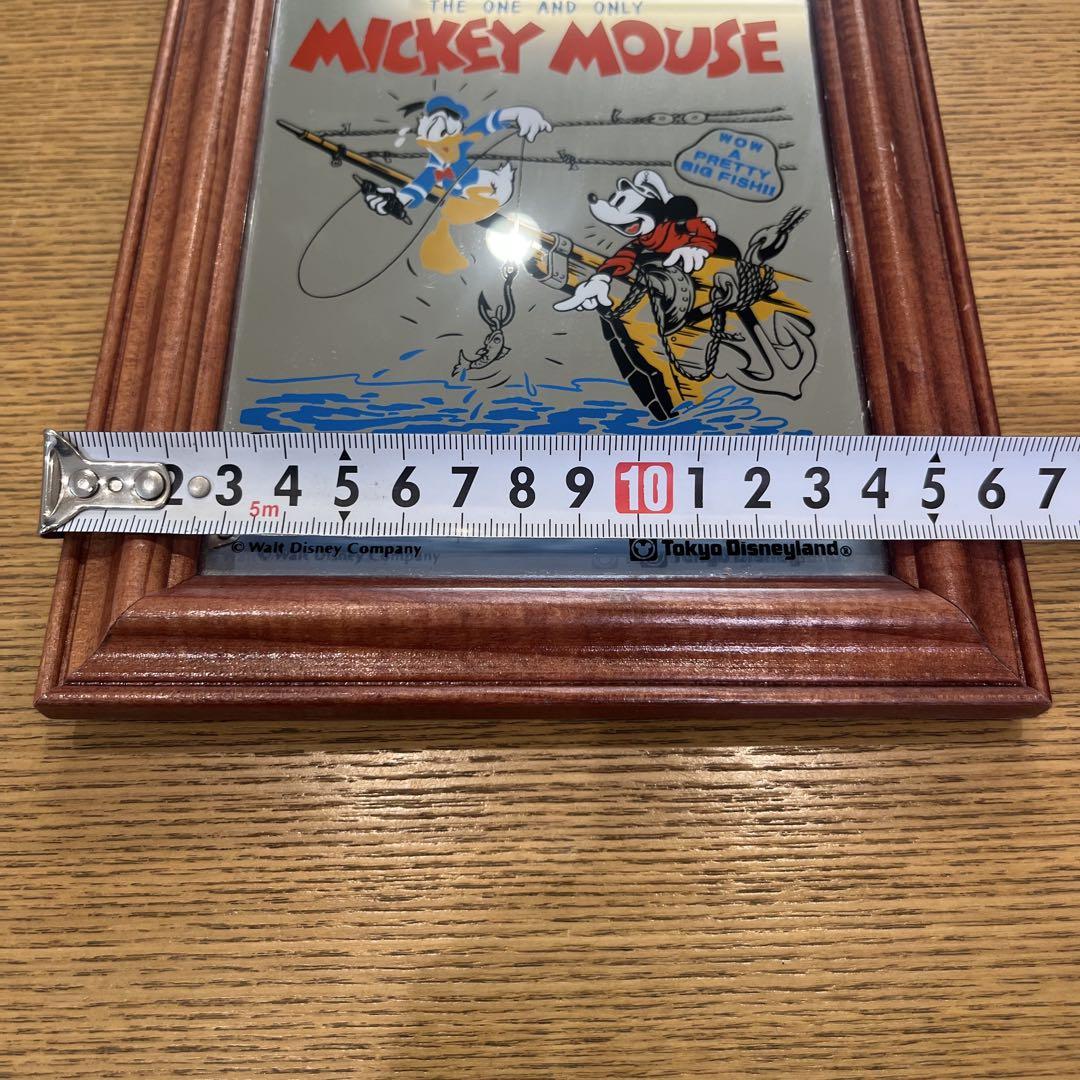 THE ONE AND ONLY
MICKEY MOUSE
WOW
A
PRETTY
BIG FISH!!
2 3 4 5 6 7 8 9 10 1 2 3 4 5 6 7
5m
© Walt Disney Company
Tokyo Disneyland®